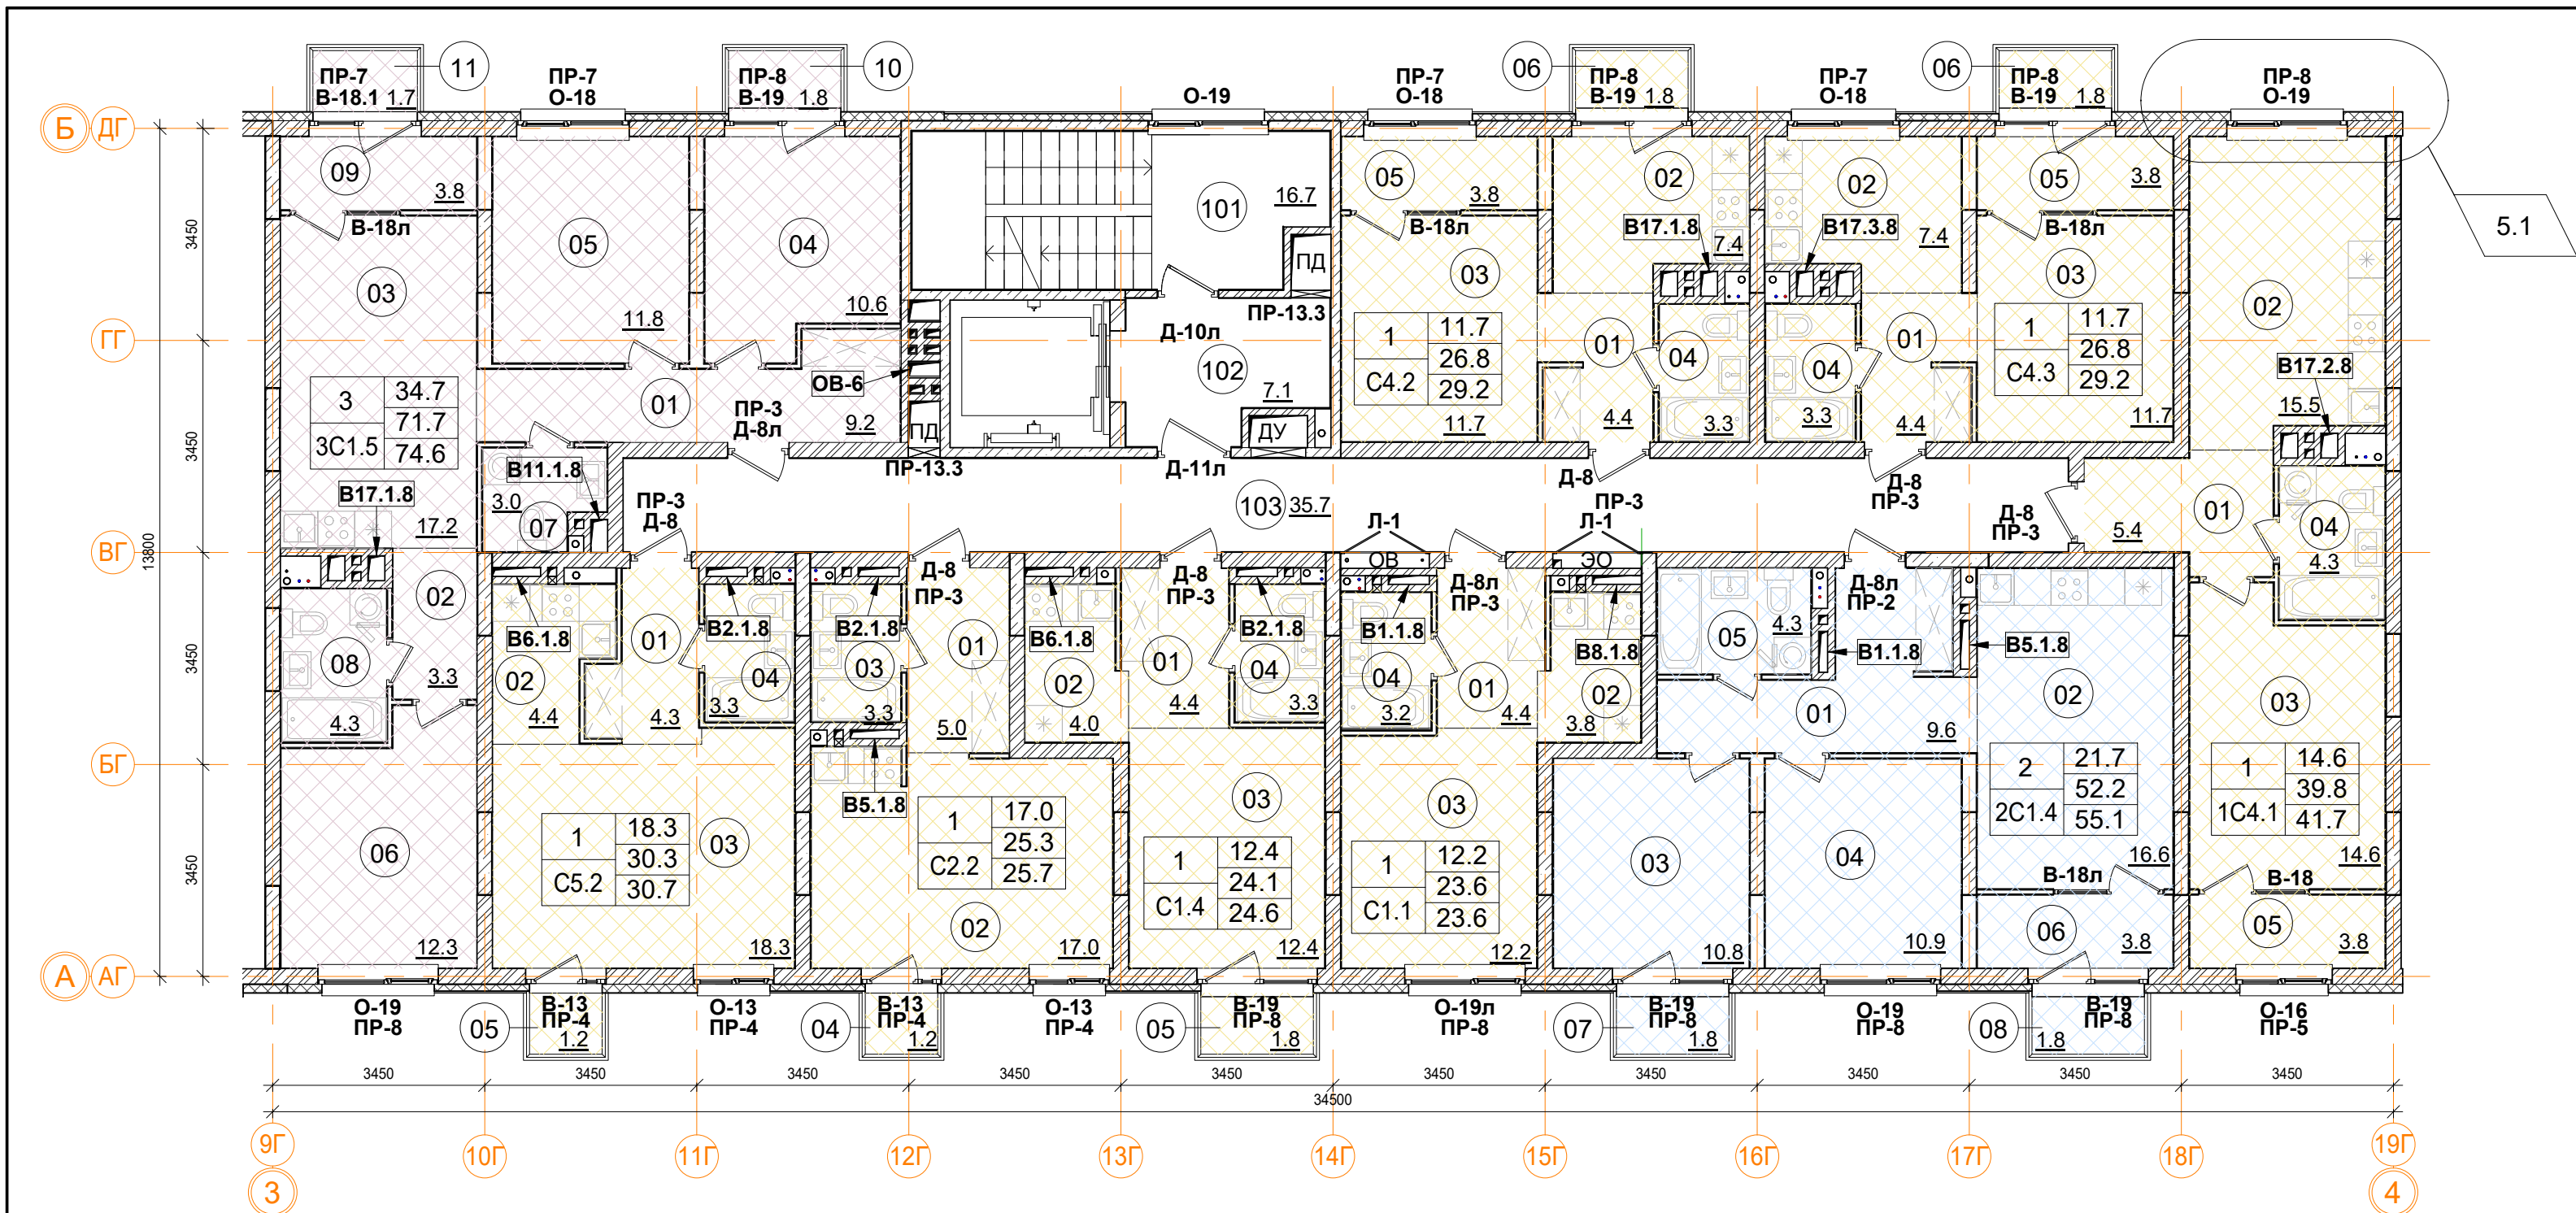 11
10
06
06
ПР-7
В-18.1 1.7
ПР-7
О-18
ПР-8
В-19 1.8
О-19
ПР-7
О-18
ПР-8
В-19 1.8
ПР-7
О-18
ПР-8
В-19 1.8
ПР-8
О-19
Б ДГ
5.1
09
3.8
В-18л
03
05
11.8
04
10.6
101
16.7
ПД
ПР-13.3
Д-10л
102
7.1
ДУ
ОВ-6
ПД
ПР-13.3
Д-11л
05
3.8
В-18л
03
02
В17.1.8
7.4
02
В17.3.8
7.4
05
3.8
В-18л
03
02
ГГ
3 34.7
71.7
3С1.5 74.6
01
ПР-3
Д-8л
9.2
1 11.7
26.8
С4.2 29.2
11.7
01
4.4
04
3.3
04
3.3
01
4.4
1 11.7
26.8
С4.3 29.2
11.7
В17.2.8
15.5
В11.1.8
3.0
07
В17.1.8
17.2
ПР-3
Д-8
103 35.7
Д-8
ПР-3
Д-8
ПР-3
Д-8
ПР-3
5.4
01
04
4.3
ВГ
Л-1
ОВ
Л-1
ЭО
Д-8
ПР-3
Д-8
ПР-3
Д-8л
ПР-3
Д-8л
ПР-2
02
08
3.3
4.3
В6.1.8
02
4.4
01
4.3
В2.1.8
04
3.3
В2.1.8
03
3.3
01
5.0
В6.1.8
02
4.0
01
4.4
В2.1.8
04
3.3
В1.1.8
04
3.2
01
4.4
В8.1.8
02
3.8
05
4.3
В1.1.8
В5.1.8
01
9.6
02
03
БГ
06
12.3
1 18.3
30.3
С5.2 30.7
03
18.3
В5.1.8
1 17.0
25.3
С2.2 25.7
02
17.0
03
1 12.4
24.1
С1.4 24.6
12.4
03
1 12.2
23.6
С1.1 23.6
12.2
03
10.8
04
10.9
2 21.7
52.2
2С1.4 55.1
16.6
В-18л
06
3.8
1 14.6
39.8
1С4.1 41.7
14.6
В-18
05
3.8
А АГ
О-19
ПР-8
05
В-13
ПР-4
1.2
О-13
ПР-4
04
В-13
ПР-4
1.2
О-13
ПР-4
05
В-19
ПР-8
1.8
О-19л
ПР-8
07
В-19
ПР-8
1.8
О-19
ПР-8
08
В-19
ПР-8
1.8
О-16
ПР-5
3450
3450
3450
3450
13800
3450 3450 3450 3450 3450 3450 3450 3450 3450 3450
34500
9Г 10Г 11Г 12Г 13Г 14Г 15Г 16Г 17Г 18Г 19Г
3 4